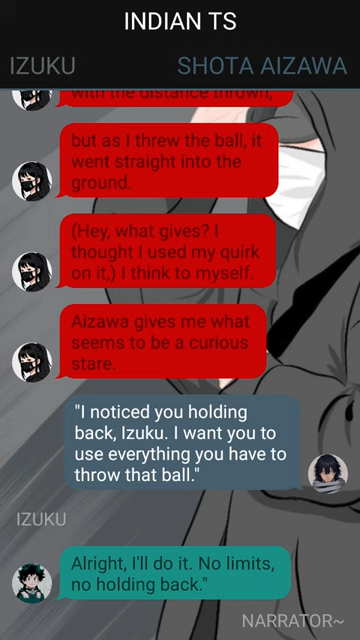 INDIAN TS
IZUKU
SHOTA AIZAWA
with the distance thrown,
but as I threw the ball, it
went straight into the
ground.
(Hey, what gives? I
thought I used my quirk
on it,) I think to myself.
Aizawa gives me what
seems to be a curious
stare.
"I noticed you holding
back, Izuku. I want you to
use everything you have to
throw that ball."
IZUKU
Alright, I'll do it. No limits,
no holding back."
NARRATOR~